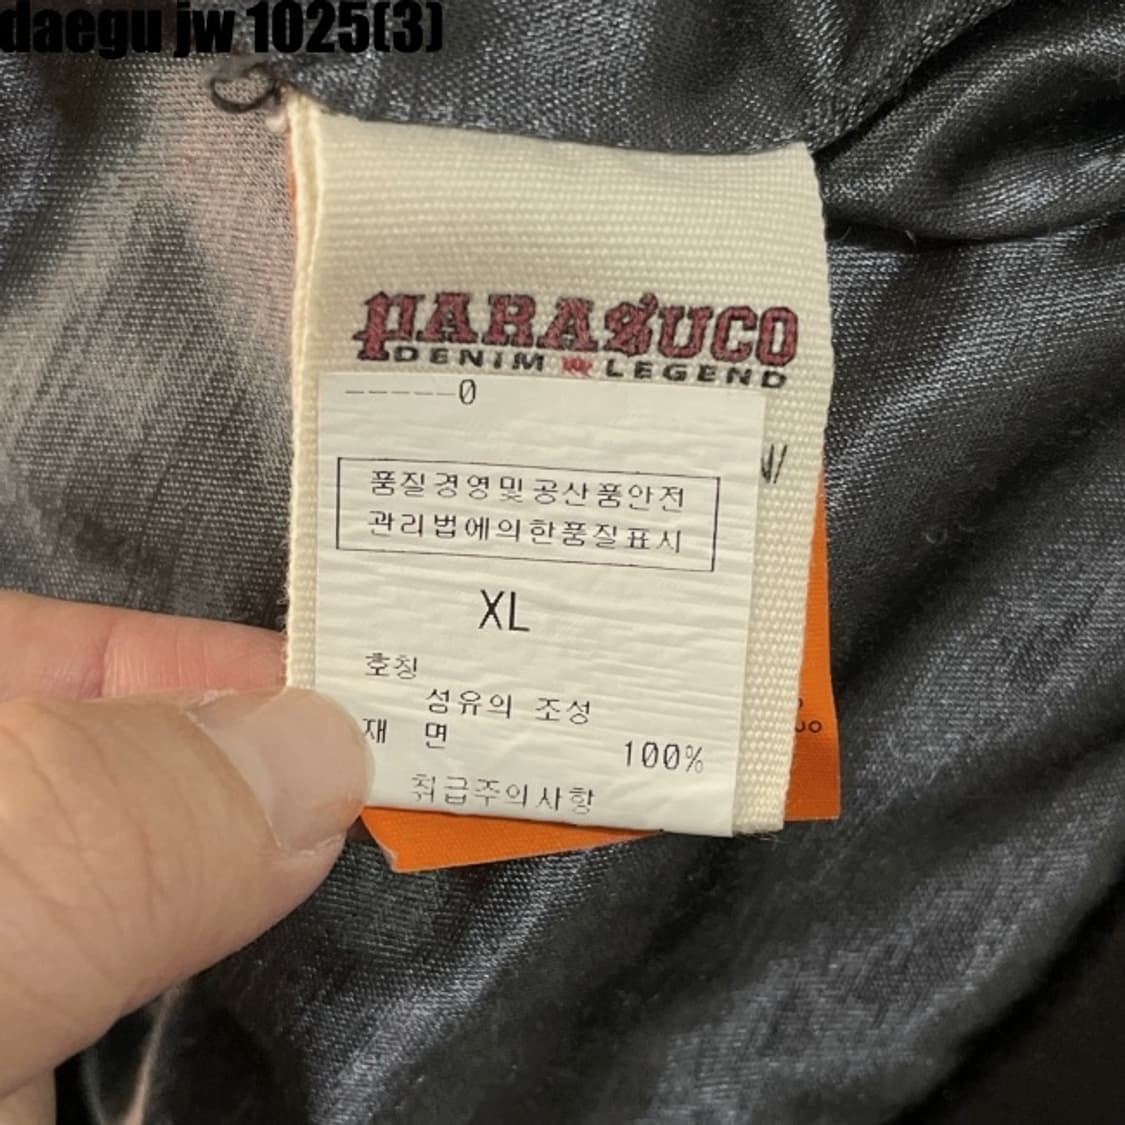 daegu jw 1025(3)
PARASUCO
DENIM LEGEND
-----0
품질경영및공산품안전
관리법에의한품질표시
XL
호칭
섬유의 조성
재 면 100%
취급주의사항